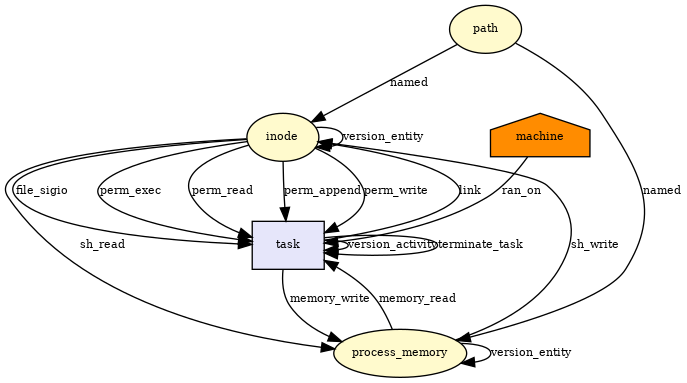 path
named
inode
version_entity
machine
file_sigio
perm_exec
perm_read
perm_append
perm_write
link
ran_on
named
sh_read
task
version_activity
terminate_task
sh_write
memory_write
memory_read
process_memory
version_entity